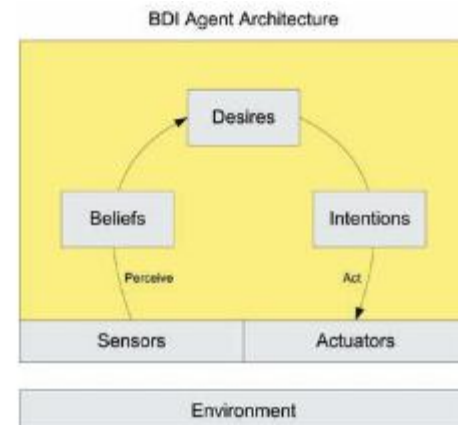 BDI Agent Architecture
Desires
Beliefs
Intentions
Perceive
Act
Sensors
Actuators
Environment